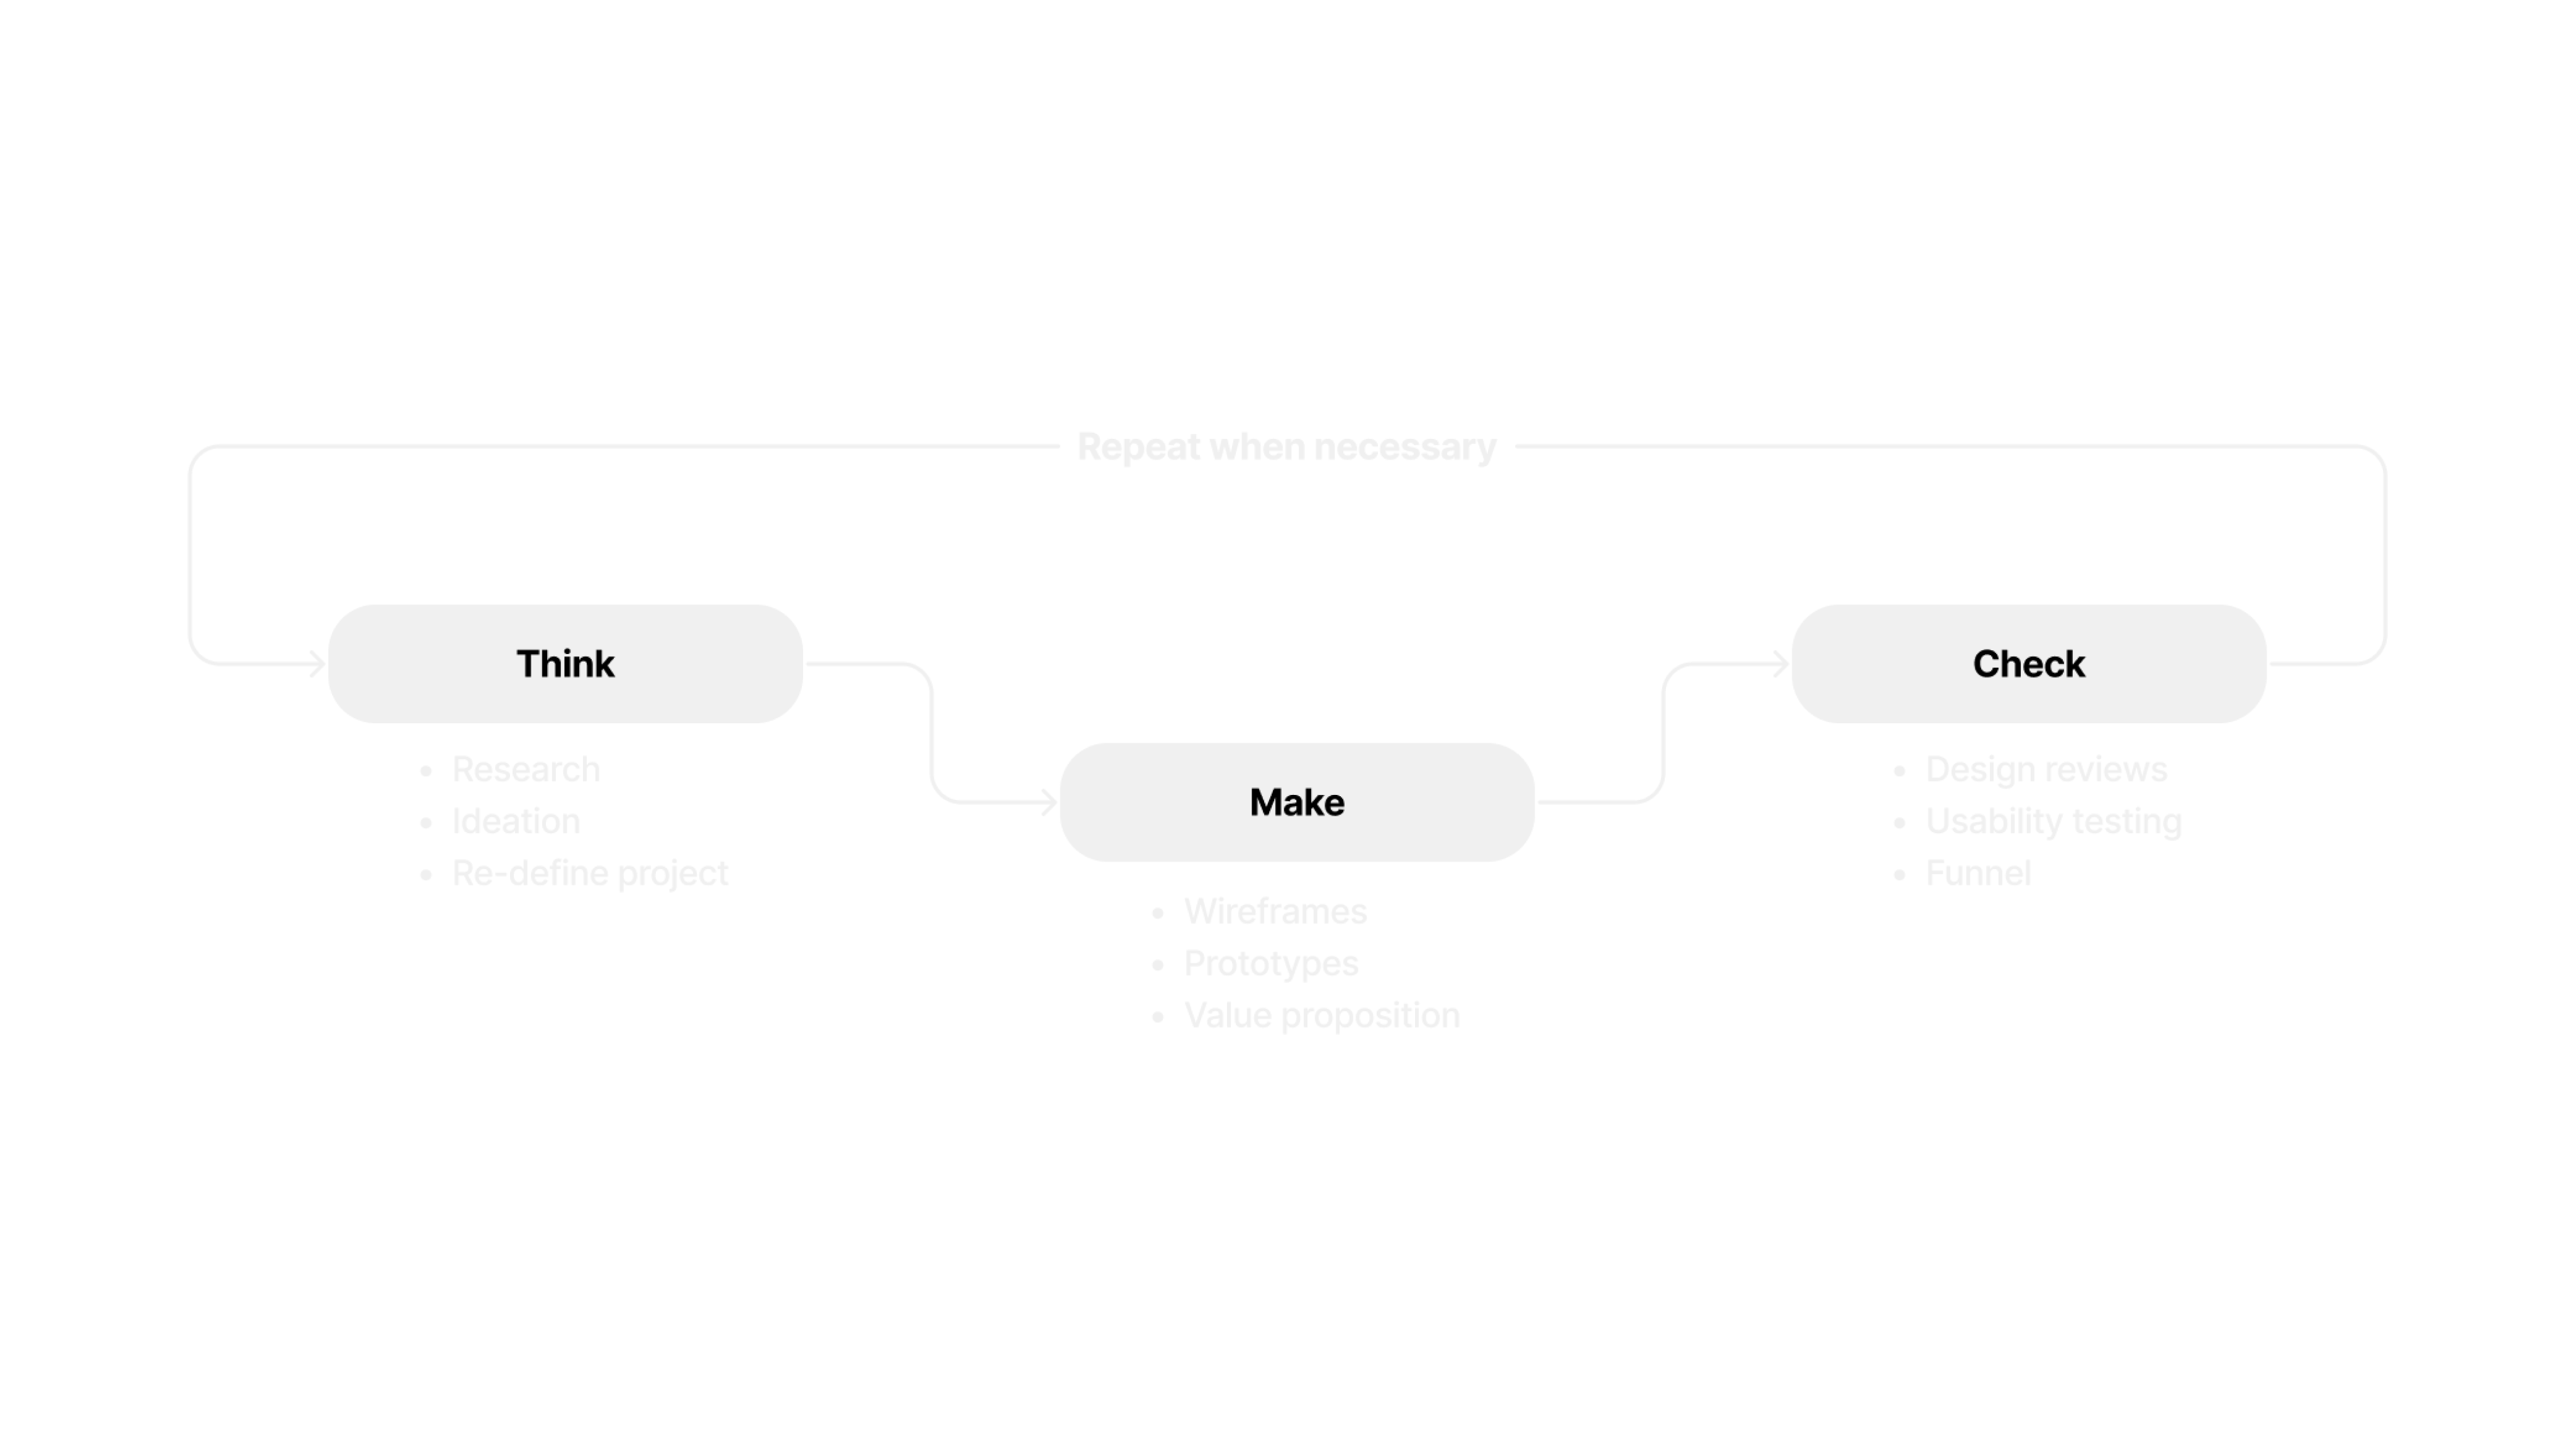 Repeat when necessary
Think
Research
Ideation
Re-define project
Make
Wireframes
Prototypes
Value proposition
Check
Design reviews
Usability testing
Funnel